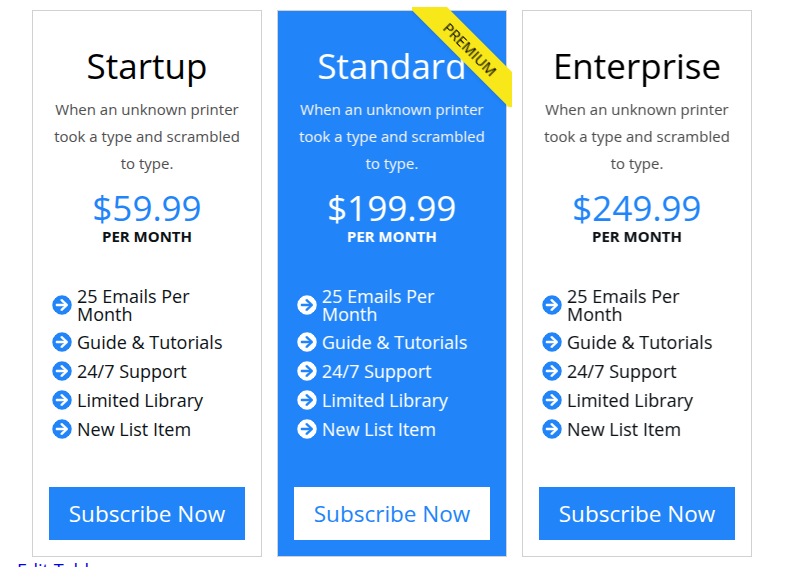 Startup
When an unknown printer
took a type and scrambled
to type.
$59.99
PER MONTH
25 Emails Per
Month
Guide & Tutorials
24/7 Support
Limited Library
New List Item
Subscribe Now
PREMIUM
Standard
When an unknown printer
took a type and scrambled
to type.
$199.99
PER MONTH
25 Emails Per
Month
Guide & Tutorials
24/7 Support
Limited Library
New List Item
Subscribe Now
Enterprise
When an unknown printer
took a type and scrambled
to type.
$249.99
PER MONTH
25 Emails Per
Month
Guide & Tutorials
24/7 Support
Limited Library
New List Item
Subscribe Now
Edit